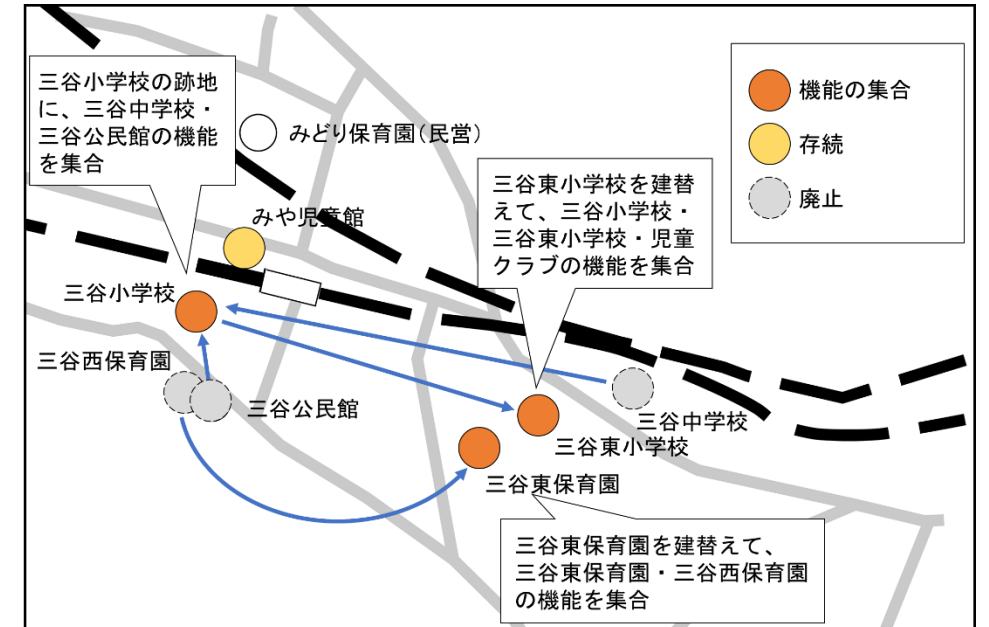 三谷小学校の跡地
に、三谷中学校・
三谷公民館の機能
を集合
みどり保育園(民営)
機能の集合
存続
廃止
三谷東小学校を建替
えて、三谷小学校・
三谷東小学校・児童
クラブの機能を集合
みや児童館
三谷小学校
三谷西保育園
三谷公民館
三谷中学校
三谷東小学校
三谷東保育園
三谷東保育園を建替えて、
三谷東保育園・三谷西保育園
の機能を集合